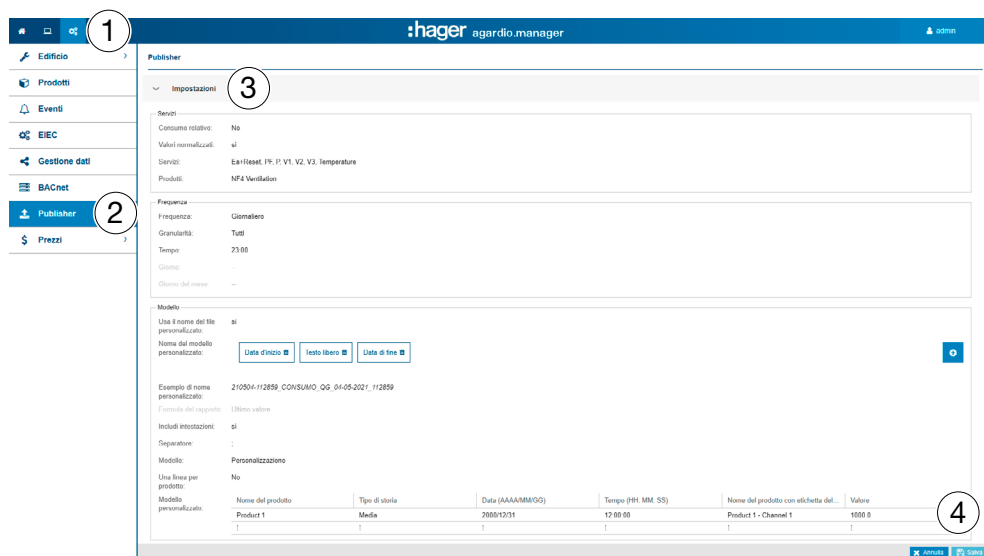 1
:hager agardio.manager
admin
Edificio
Prodotti
Eventi
EIEC
Gestione dati
BACnet
Publisher
2
Prezzi
Publisher
Impostazioni
3
Servizi
Consumo relativo: No
Valori normalizzati: si
Servizi: Ea+Reset, PF, P, V1, V2, V3, Temperature
Prodotti: NF4 Ventilation
Frequenza
Frequenza: Giornaliero
Granularità: Tutti
Tempo: 23:00
Giorno: --
Giorno del mese: --
Modello
Usa il nome del file
personalizzato: si
Nome del modello
personalizzato:
Data d'inizio Testo libero Data di fine
Esempio di nome
personalizzato: 210504-112859_CONSUMO_QG_04-05-2021_112859
Formula del rapporto: Ultimo valore
Includi intestazioni: si
Separatore: ;
Modello: Personalizzazione
Una linea per
prodotto: No
Modello
personalizzato:
Nome del prodotto Tipo di storia Data (AAAA/MM/GG) Tempo (HH. MM. SS) Nome del prodotto con etichetta del... Valore
Product 1 Media 2000/12/31 12:00:00 Product 1 - Channel 1 1000.0
4
Annulla Salva